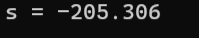 s = −205.306